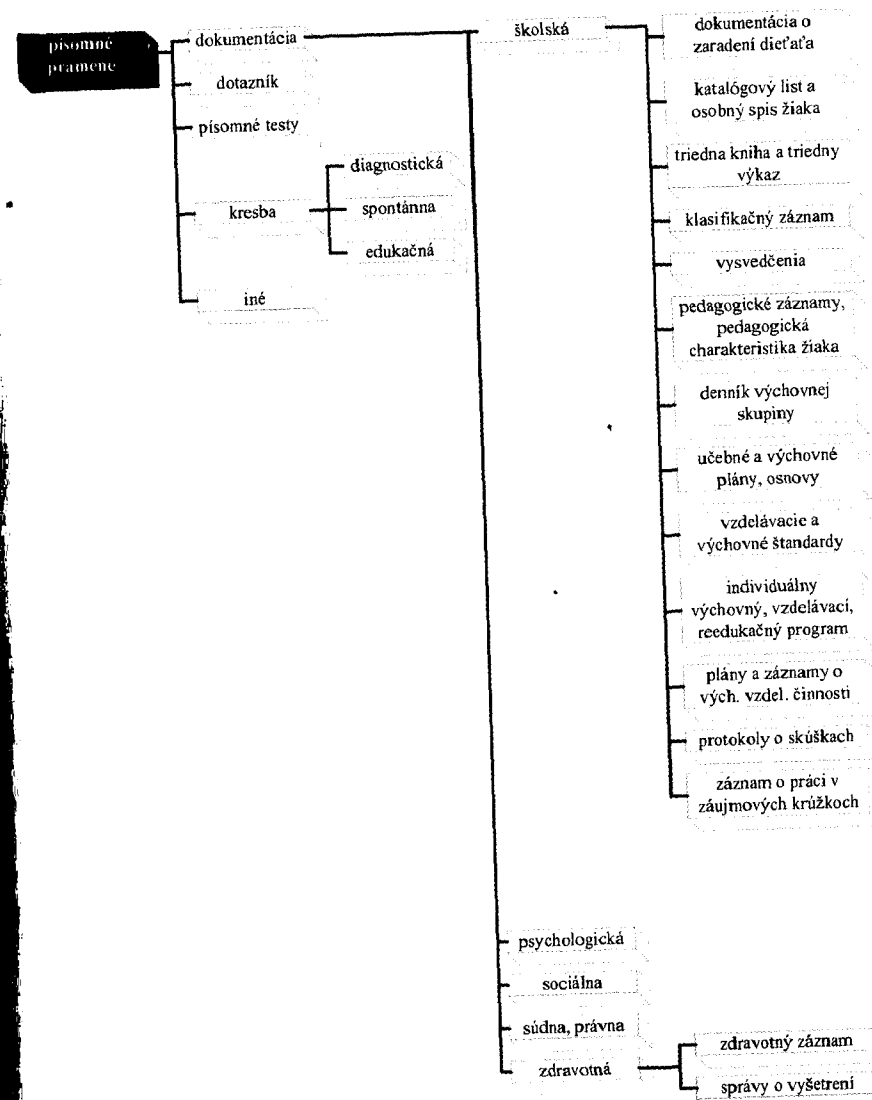 písomné
pramene
dokumentácia
dotazník
písomné testy
kresba
diagnostická
spontánna
edukačná
iné
školská
dokumentácia o
zaradení dieťaťa
katalógový list a
osobný spis žiaka
triedna kniha a triedny
výkaz
klasifikačný záznam
vysvedčenia
pedagogické záznamy,
pedagogická
charakteristika žiaka
denník výchovnej
skupiny
učebné a výchovné
plány, osnovy
vzdelávacie a
výchovné štandardy
individuálny
výchovný, vzdelávací,
reedukačný program
plány a záznamy o
vých. vzdel. činnosti
protokoly o skúškach
záznam o práci v
záujmových krúžkoch
psychologická
sociálna
súdna, právna
zdravotná
zdravotný záznam
správy o vyšetrení